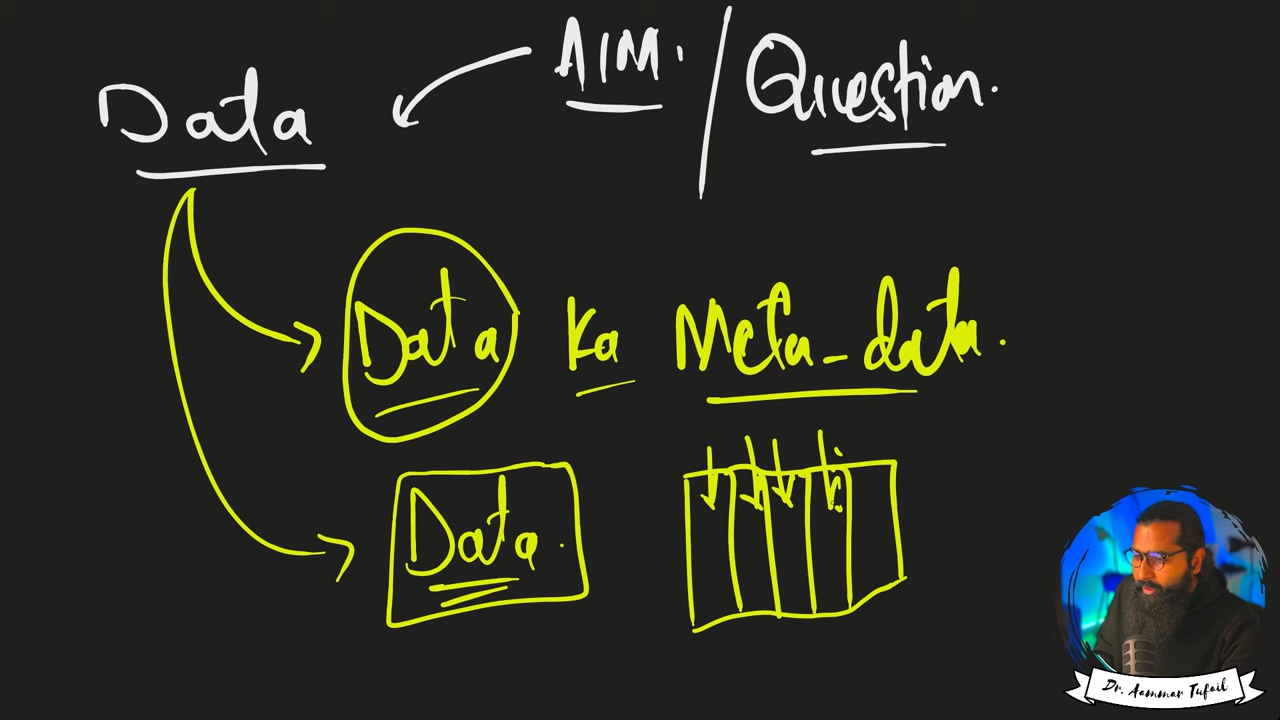 AIM. / Question.
Data
Data Ka Meta-data.
Data.
Dr. Aammar Tufail